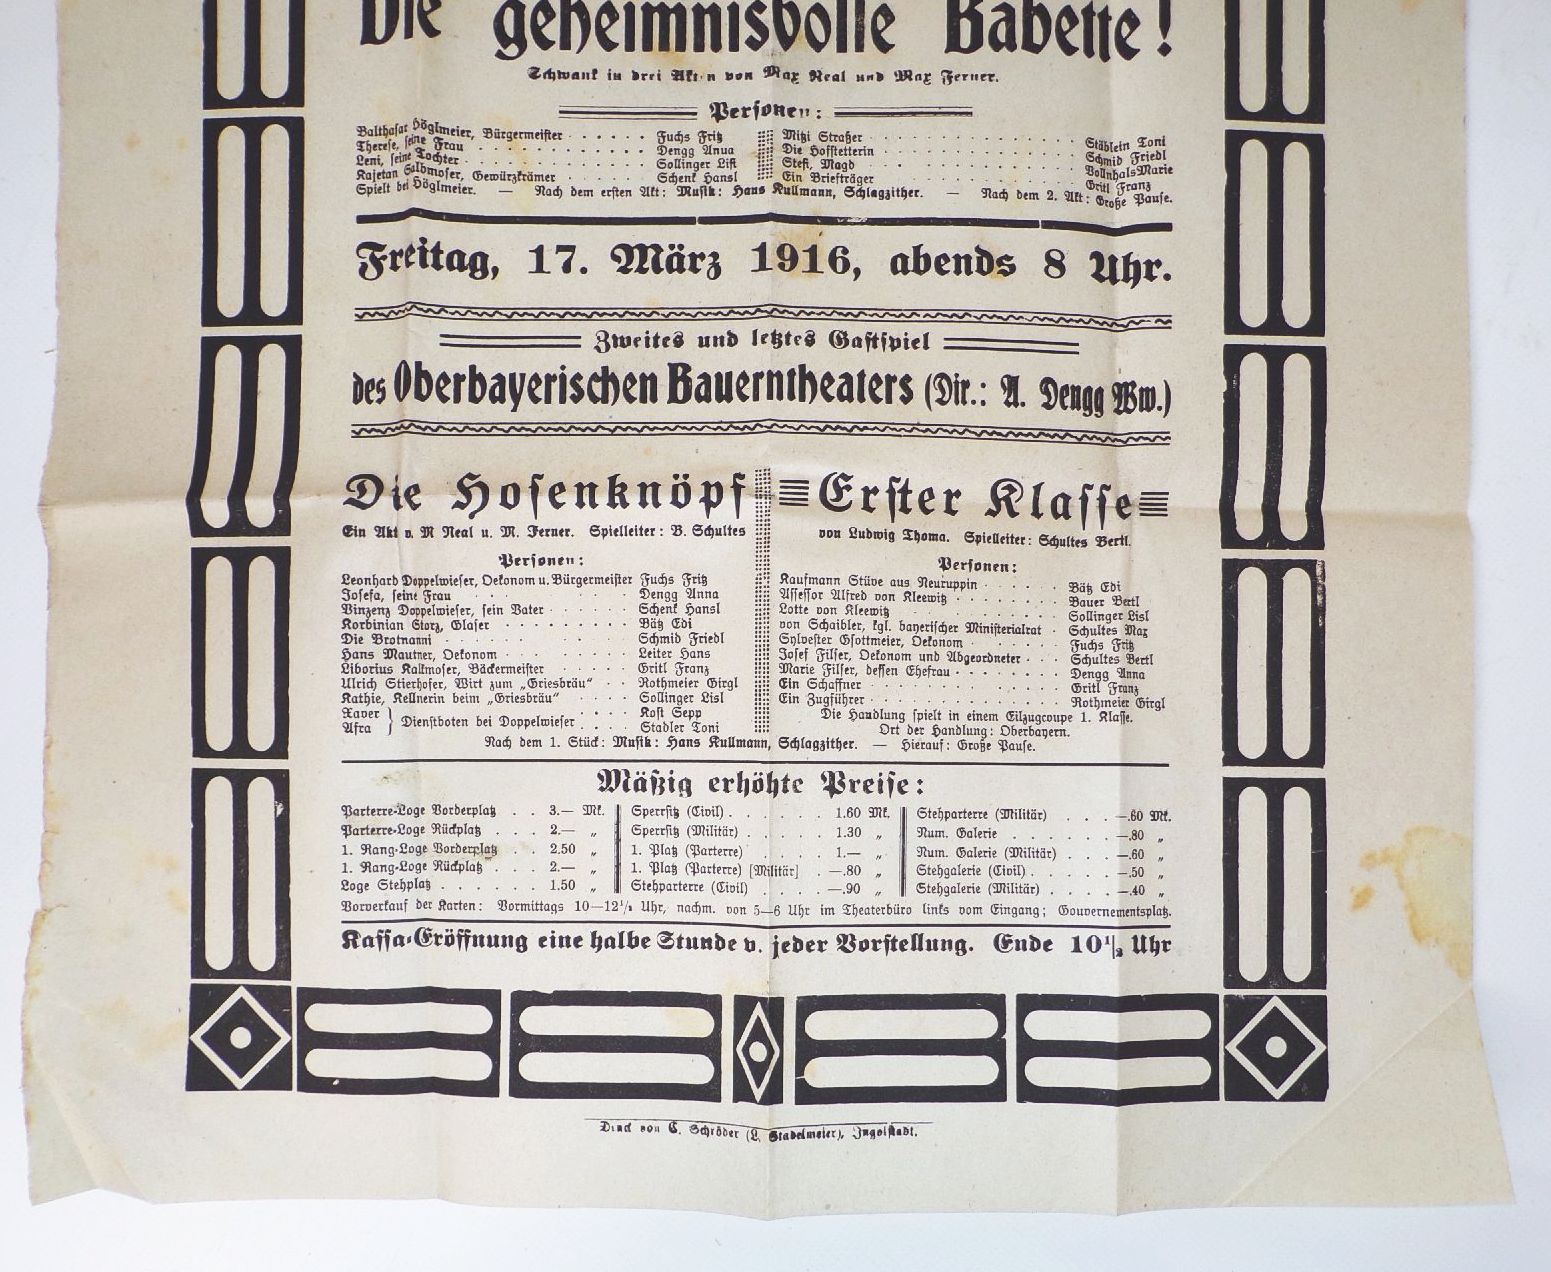 Die geheimnisvolle Babette!
Schwank in drei Akten von Max Real und Max Ferner.
Personen:
Balthasar Höglmeier, Bürgermeister . . . . . . Fuchs Fritz
Therese, seine Frau . . . . . . . . . . . . Dengg Anna
Leni, seine Tochter . . . . . . . . . . . . Sollinger Lisl
Kajetan Salbmoser, Gewürzkrämer . . . . . . Schenk Hansl
Mitzi Straßer . . . . . . . . . . . . Stäblein Toni
Die Hofstetterin . . . . . . . . . . . . Schmid Friedl
Stefi, Magd . . . . . . . . . . . . Vollnhals Marie
Ein Briefträger . . . . . . . . . . . . Gritl Franz
Spielt bei Höglmeier. — Nach dem ersten Akt: Musik: Hans Kullmann, Schlagzither. — Nach dem 2. Akt: Große Pause.
Freitag, 17. März 1916, abends 8 Uhr.
Zweites und letztes Gastspiel
des Oberbayerischen Bauerntheaters (Dir.: A. Dengg Ww.)
Die Hosenknöpf
Ein Akt v. M Neal u. M. Ferner. Spielleiter: B. Schultes
Personen:
Leonhard Doppelwieser, Oekonom u. Bürgermeister Fuchs Fritz
Josefa, seine Frau . . . . . . . Dengg Anna
Vinzenz Doppelwieser, sein Vater . . . . . . Schenk Hansl
Korbinian Storz, Glaser . . . . . . . . . Bätz Edi
Die Brotnanni . . . . . . . . . Schmid Friedl
Hans Mautner, Oekonom . . . . . . . . . Leiter Hans
Liborius Kaltmoser, Bäckermeister . . . . . Gritl Franz
Ulrich Stierhofer, Wirt zum „Griesbräu“ . . Rothmeier Girgl
Kathie, Kellnerin beim „Griesbräu“ . . . . . Sollinger Lisl
Xaver } Dienstboten bei Doppelwieser . . . . Kost Sepp
Afra } Stadler Toni
Erster Klasse
von Ludwig Thoma. Spielleiter: Schultes Bertl.
Personen:
Kaufmann Stüve aus Neuruppin . . . . . . Bätz Edi
Assessor Alfred von Kleewitz . . . . . . . . Bauer Bertl
Lotte von Kleewitz . . . . . . . . . . . Sollinger Lisl
von Schaibler, kgl. bayerischer Ministerialrat . Schultes Max
Sylvester Gsottmeier, Oekonom . . . . . . . Fuchs Fritz
Josef Filser, Oekonom und Abgeordneter . . . Schultes Bertl
Marie Filser, dessen Ehefrau . . . . . . . . Dengg Anna
Ein Schaffner . . . . . . . . . . . . Gritl Franz
Ein Zugführer . . . . . . . . . . . . Rothmeier Girgl
Die Handlung spielt in einem Eilzugcoupe 1. Klasse.
Ort der Handlung: Oberbayern.
Nach dem 1. Stück: Musik: Hans Kullmann, Schlagzither. — Hierauf: Große Pause.
Mäßig erhöhte Preise:
Parterre-Loge Vorderplatz . . 3.— Mk.
Parterre-Loge Rückplatz . . . 2.— „
1. Rang-Loge Vorderplatz . . 2.50 „
1. Rang-Loge Rückplatz . . . 2.— „
Loge Stehplatz . . . . . . 1.50 „
Sperrsitz (Civil) . . . . . . 1.60 Mk.
Sperrsitz (Militär) . . . . . 1.30 „
1. Platz (Parterre) . . . . 1.— „
1. Platz (Parterre) [Militär] . —.80 „
Stehparterre (Civil) . . . . —.90 „
Stehparterre (Militär) . . . —.60 Mk.
Num. Galerie . . . . . . —.80 „
Num. Galerie (Militär) . . . —.60 „
Stehgalerie (Civil) . . . . . —.50 „
Stehgalerie (Militär) . . . . —.40 „
Vorverkauf der Karten: Vormittags 10—12½ Uhr, nachm. von 5—6 Uhr im Theaterbüro links vom Eingang; Gouvernementsplatz.
Kassa-Eröffnung eine halbe Stunde v. jeder Vorstellung. Ende 10½ Uhr
Druck von C. Schröder (L. Stadelmeier), Ingolstadt.